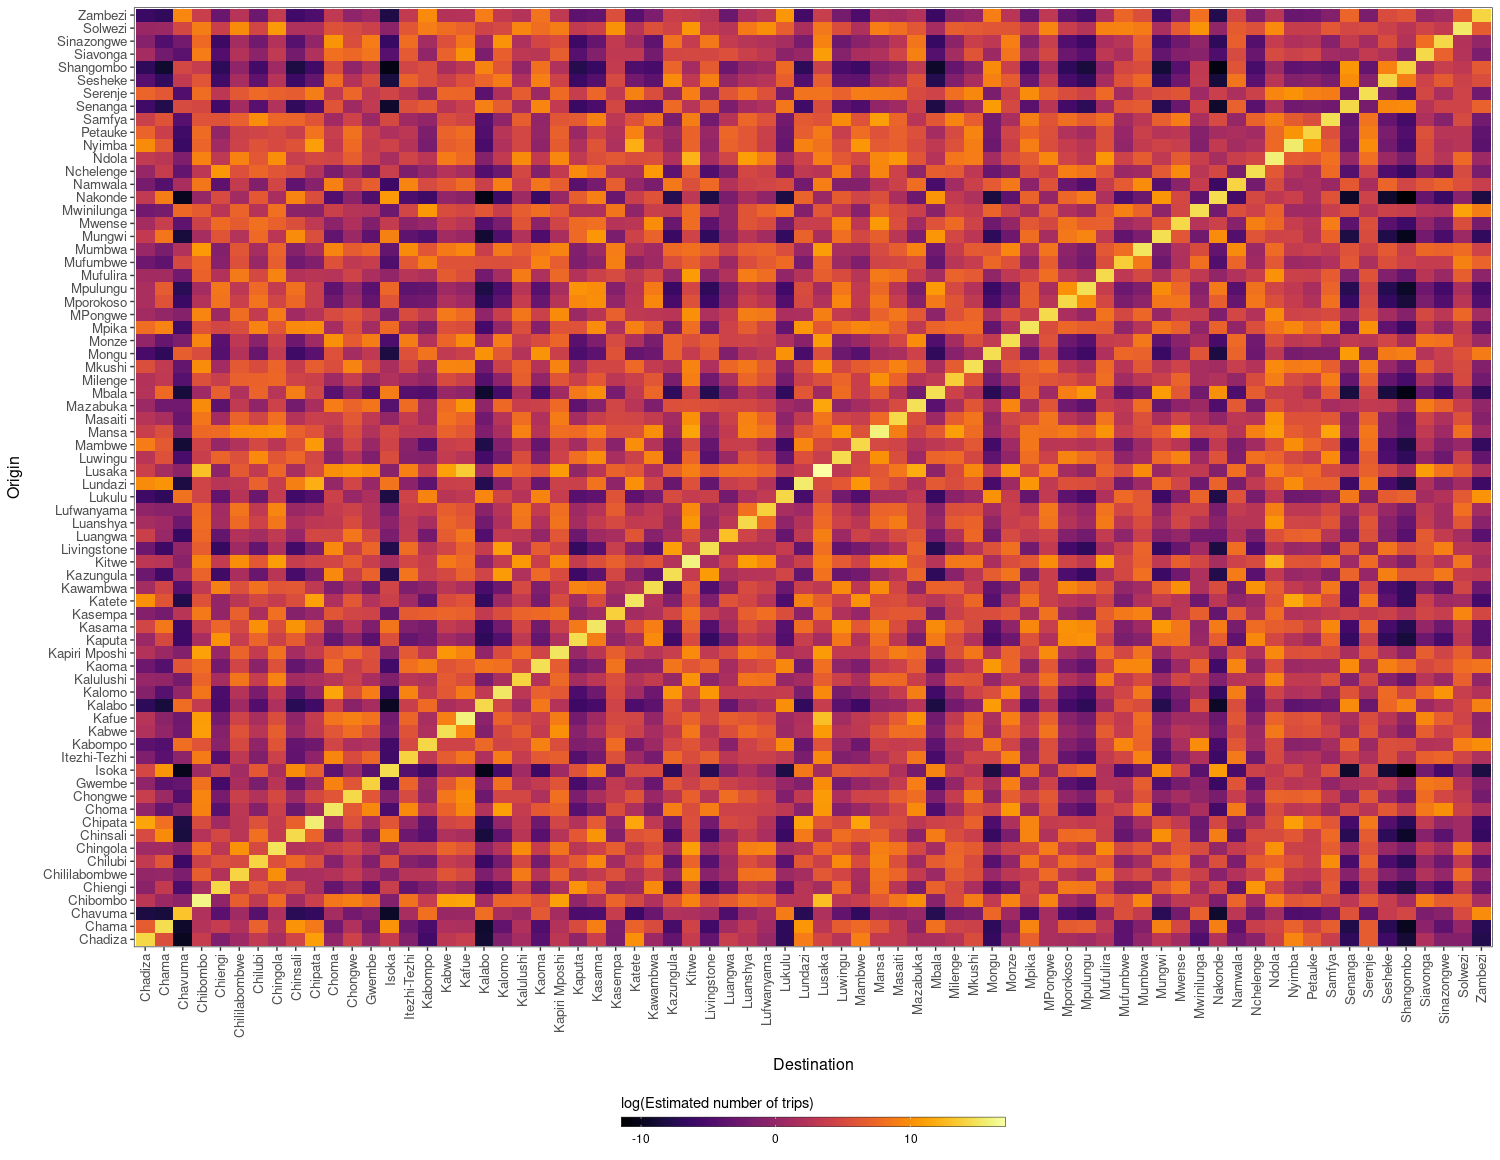 Zambezi
Solwezi
Sinazongwe
Siavonga
Shangombo
Sesheke
Serenje
Senanga
Samfya
Petauke
Nyimba
Ndola
Nchelenge
Namwala
Nakonde
Mwinilunga
Mwense
Mungwi
Mumbwa
Mufumbwe
Mufulira
Mpulungu
Mporokoso
MPongwe
Mpika
Monze
Mongu
Mkushi
Milenge
Mbala
Mazabuka
Masaiti
Mansa
Mambwe
Luwingu
Lusaka
Lundazi
Lukulu
Lufwanyama
Luanshya
Luangwa
Livingstone
Kitwe
Kazungula
Kawambwa
Katete
Kasempa
Kasama
Kaputa
Kapiri Mposhi
Kaoma
Kalulushi
Kalomo
Kalabo
Kafue
Kabwe
Kabompo
Itezhi-Tezhi
Isoka
Gwembe
Chongwe
Choma
Chipata
Chinsali
Chingola
Chilubi
Chililabombwe
Chiengi
Chibombo
Chavuma
Chama
Chadiza
Origin
Chadiza
Chama
Chavuma
Chibombo
Chiengi
Chililabombwe
Chilubi
Chingola
Chinsali
Chipata
Choma
Chongwe
Gwembe
Isoka
Itezhi-Tezhi
Kabompo
Kabwe
Kafue
Kalabo
Kalomo
Kalulushi
Kaoma
Kapiri Mposhi
Kaputa
Kasama
Kasempa
Katete
Kawambwa
Kazungula
Kitwe
Livingstone
Luangwa
Luanshya
Lufwanyama
Lukulu
Lundazi
Lusaka
Luwingu
Mambwe
Mansa
Masaiti
Mazabuka
Mbala
Milenge
Mkushi
Mongu
Monze
Mpika
MPongwe
Mporokoso
Mpulungu
Mufulira
Mufumbwe
Mumbwa
Mungwi
Mwense
Mwinilunga
Nakonde
Namwala
Nchelenge
Ndola
Nyimba
Petauke
Samfya
Senanga
Serenje
Sesheke
Shangombo
Siavonga
Sinazongwe
Solwezi
Zambezi
Destination
log(Estimated number of trips)
-10 0 10